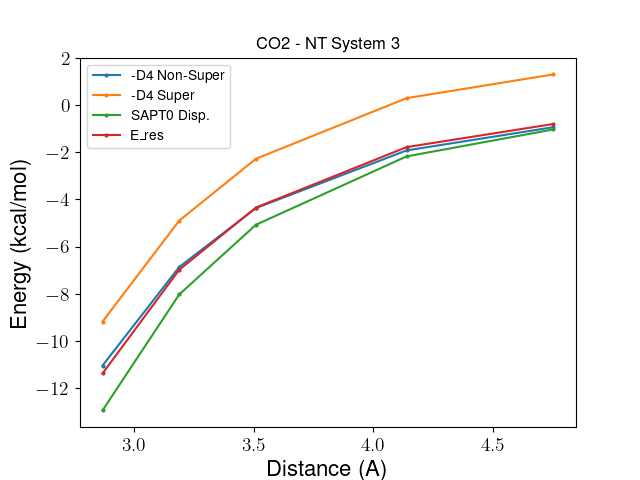 CO2 - NT System 3
2
0
−2
−4
−6
−8
−10
−12
Energy (kcal/mol)
-D4 Non-Super
-D4 Super
SAPT0 Disp.
E_res
3.0 3.5 4.0 4.5
Distance (A)